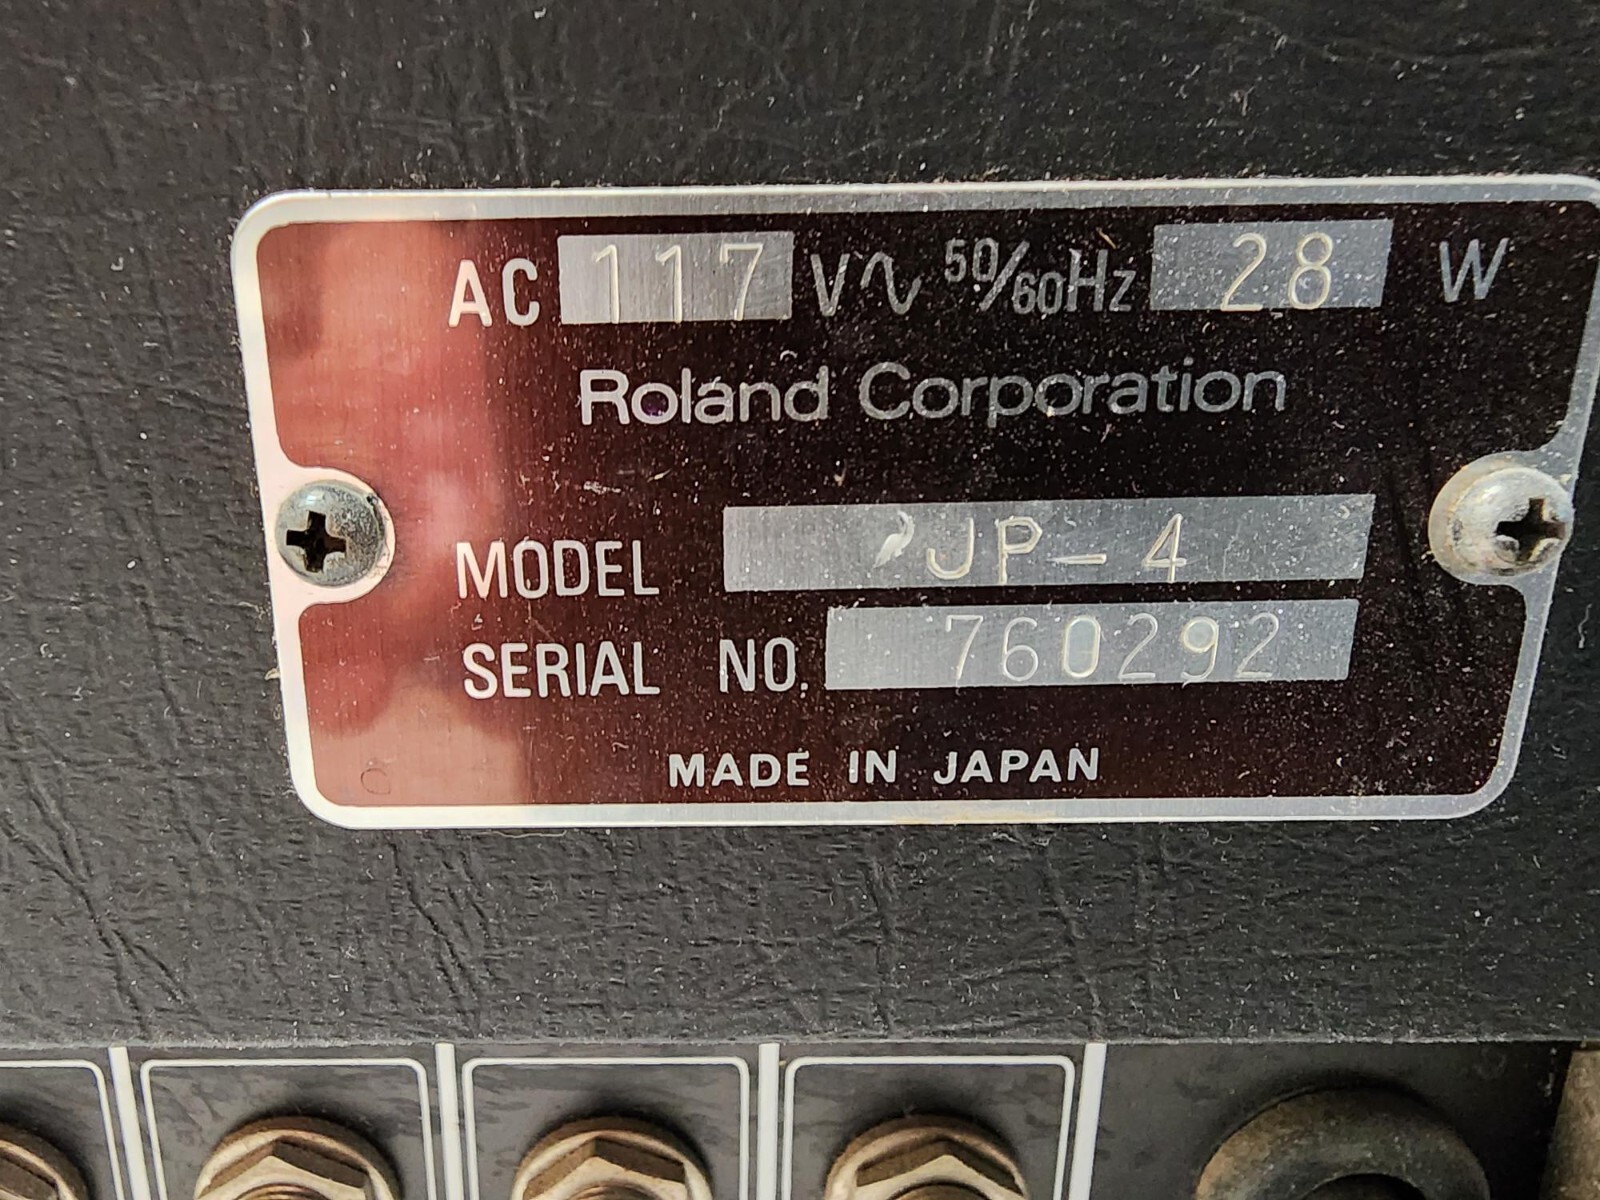 AC 117 V∿ 50/60Hz 28 W
Roland Corporation
MODEL JP-4
SERIAL NO. 760292
MADE IN JAPAN